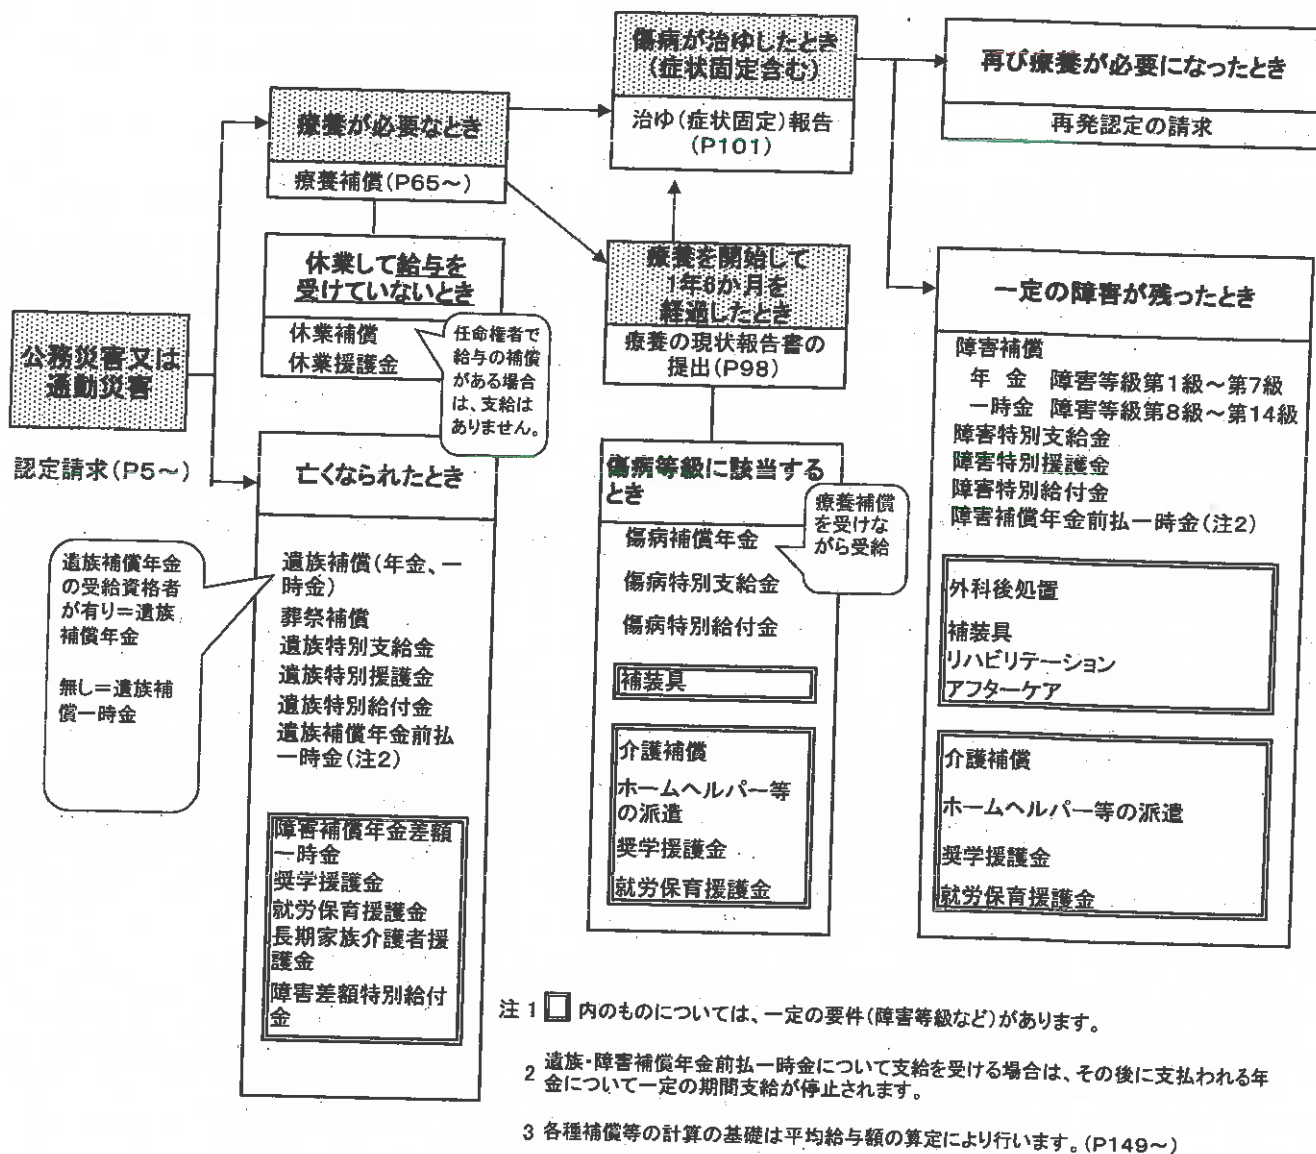 公務災害又は
通勤災害
認定請求(P5～)
療養が必要なとき
療養補償(P65～)
休業して給与を
受けていないとき
休業補償
休業援護金
任命権者で
給与の補償
がある場合
は、支給は
ありません。
亡くなられたとき
遺族補償年金
の受給資格者
が有り＝遺族
補償年金
無し＝遺族補
償一時金
遺族補償(年金、一
時金)
葬祭補償
遺族特別支給金
遺族特別援護金
遺族特別給付金
遺族補償年金前払
一時金(注2)
障害補償年金差額
一時金
奨学援護金
就労保育援護金
長期家族介護者援
護金
障害差額特別給付
金
傷病が治ゆしたとき
(症状固定含む)
治ゆ(症状固定)報告
(P101)
療養を開始して
1年6か月を
経過したとき
療養の現状報告書の
提出(P98)
傷病等級に該当する
とき
療養補償
を受けな
がら受給
傷病補償年金
傷病特別支給金
傷病特別給付金
補装具
介護補償
ホームヘルパー等
の派遣
奨学援護金
就労保育援護金
再び療養が必要になったとき
再発認定の請求
一定の障害が残ったとき
障害補償
年 金 障害等級第1級～第7級
一時金 障害等級第8級～第14級
障害特別支給金
障害特別援護金
障害特別給付金
障害補償年金前払一時金(注2)
外科後処置
補装具
リハビリテーション
アフターケア
介護補償
ホームヘルパー等の派遣
奨学援護金
就労保育援護金
注 1 内のものについては、一定の要件(障害等級など)があります。
2 遺族・障害補償年金前払一時金について支給を受ける場合は、その後に支払われる年
金について一定の期間支給が停止されます。
3 各種補償等の計算の基礎は平均給与額の算定により行います。(P149～)